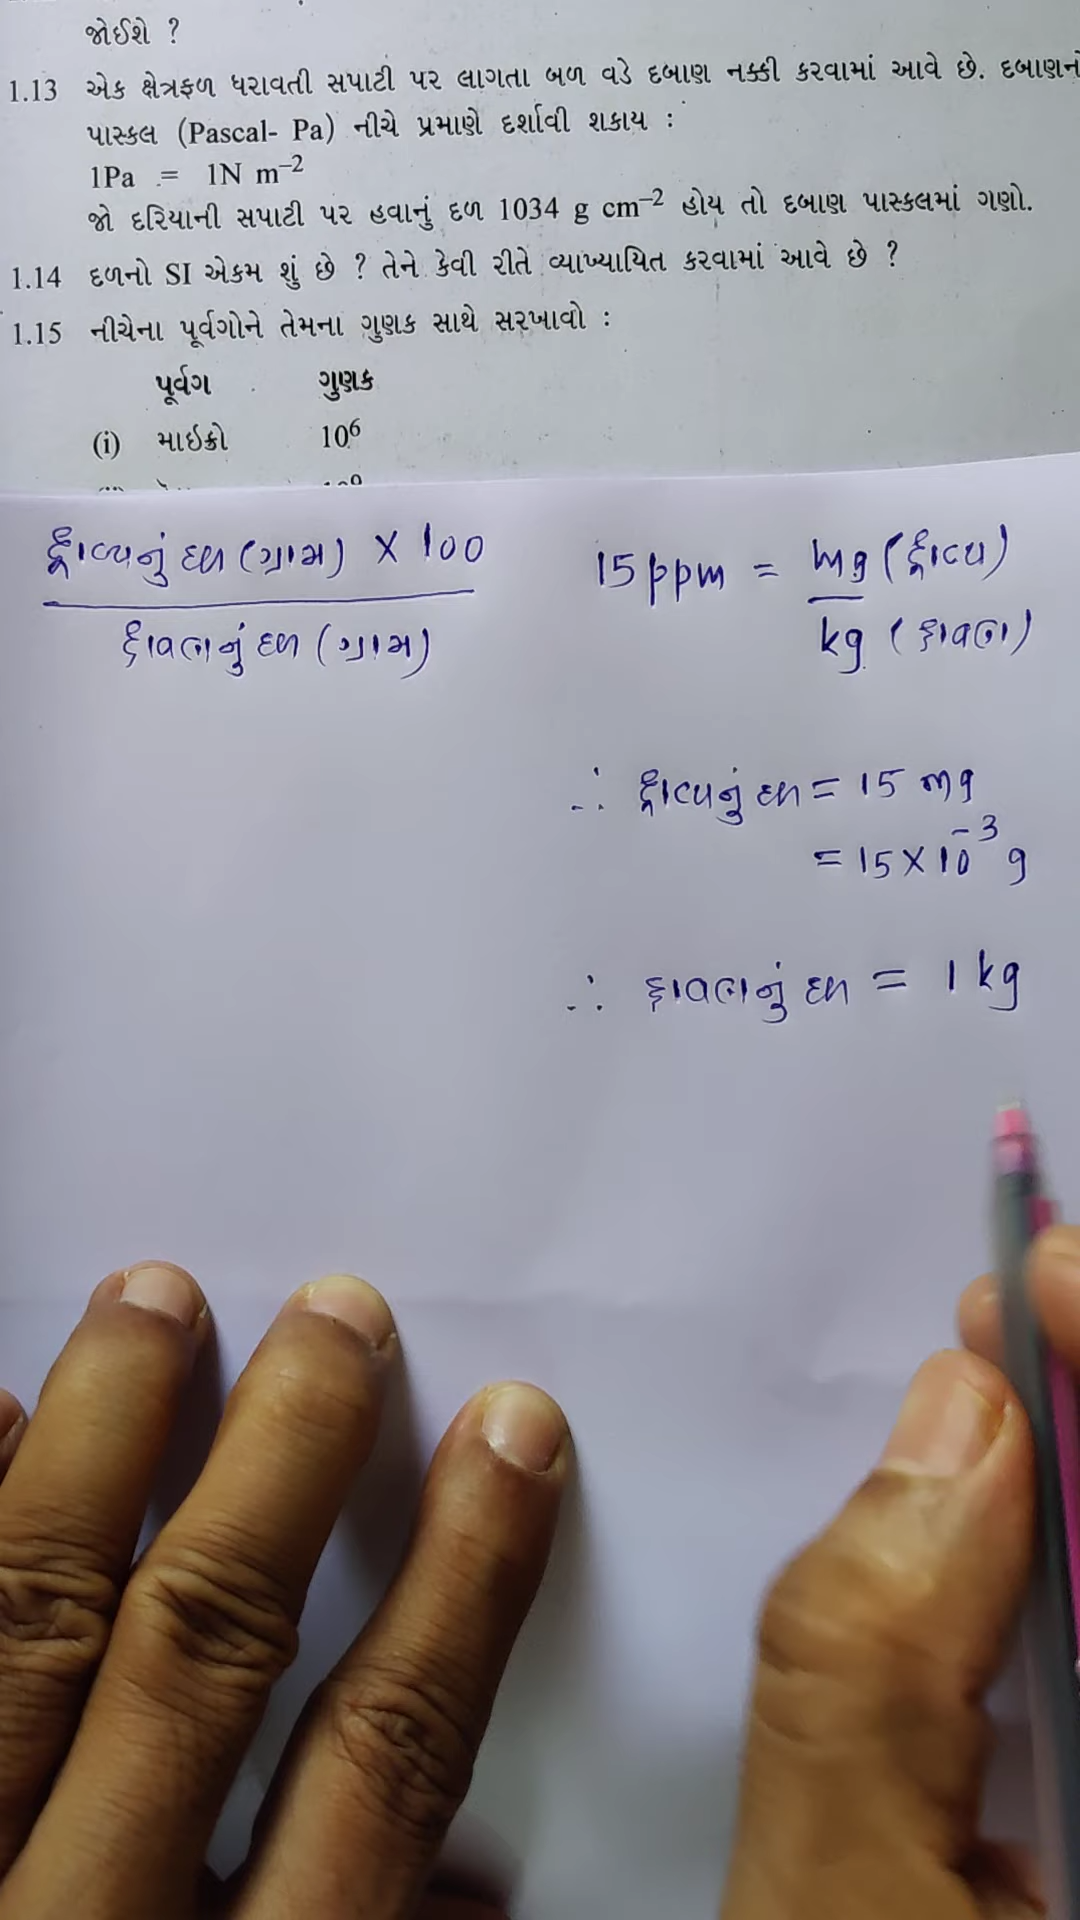 જોઈશે ?
1.13 એક ક્ષેત્રફળ ધરાવતી સપાટી પર લાગતા બળ વડે દબાણ નક્કી કરવામાં આવે છે. દબાણને
પાસ્કલ (Pascal- Pa) નીચે પ્રમાણે દર્શાવી શકાય :
1Pa = 1N m⁻²
જો દરિયાની સપાટી પર હવાનું દળ 1034 g cm⁻² હોય તો દબાણ પાસ્કલમાં ગણો.
1.14 દળનો SI એકમ શું છે ? તેને કેવી રીતે વ્યાખ્યાયિત કરવામાં આવે છે ?
1.15 નીચેના પૂર્વગોને તેમના ગુણક સાથે સરખાવો :
પૂર્વગ ગુણક
(i) માઇક્રો 10⁶
દ્રાવ્યનું દળ (ગ્રામ) × 100
દ્રાવણનું દળ (ગ્રામ)
15 ppm = mg (દ્રાવ્ય)
kg (દ્રાવણ)
∴ દ્રાવ્યનું દળ = 15 mg
= 15 × 10⁻³ g
∴ દ્રાવણનું દળ = 1 kg